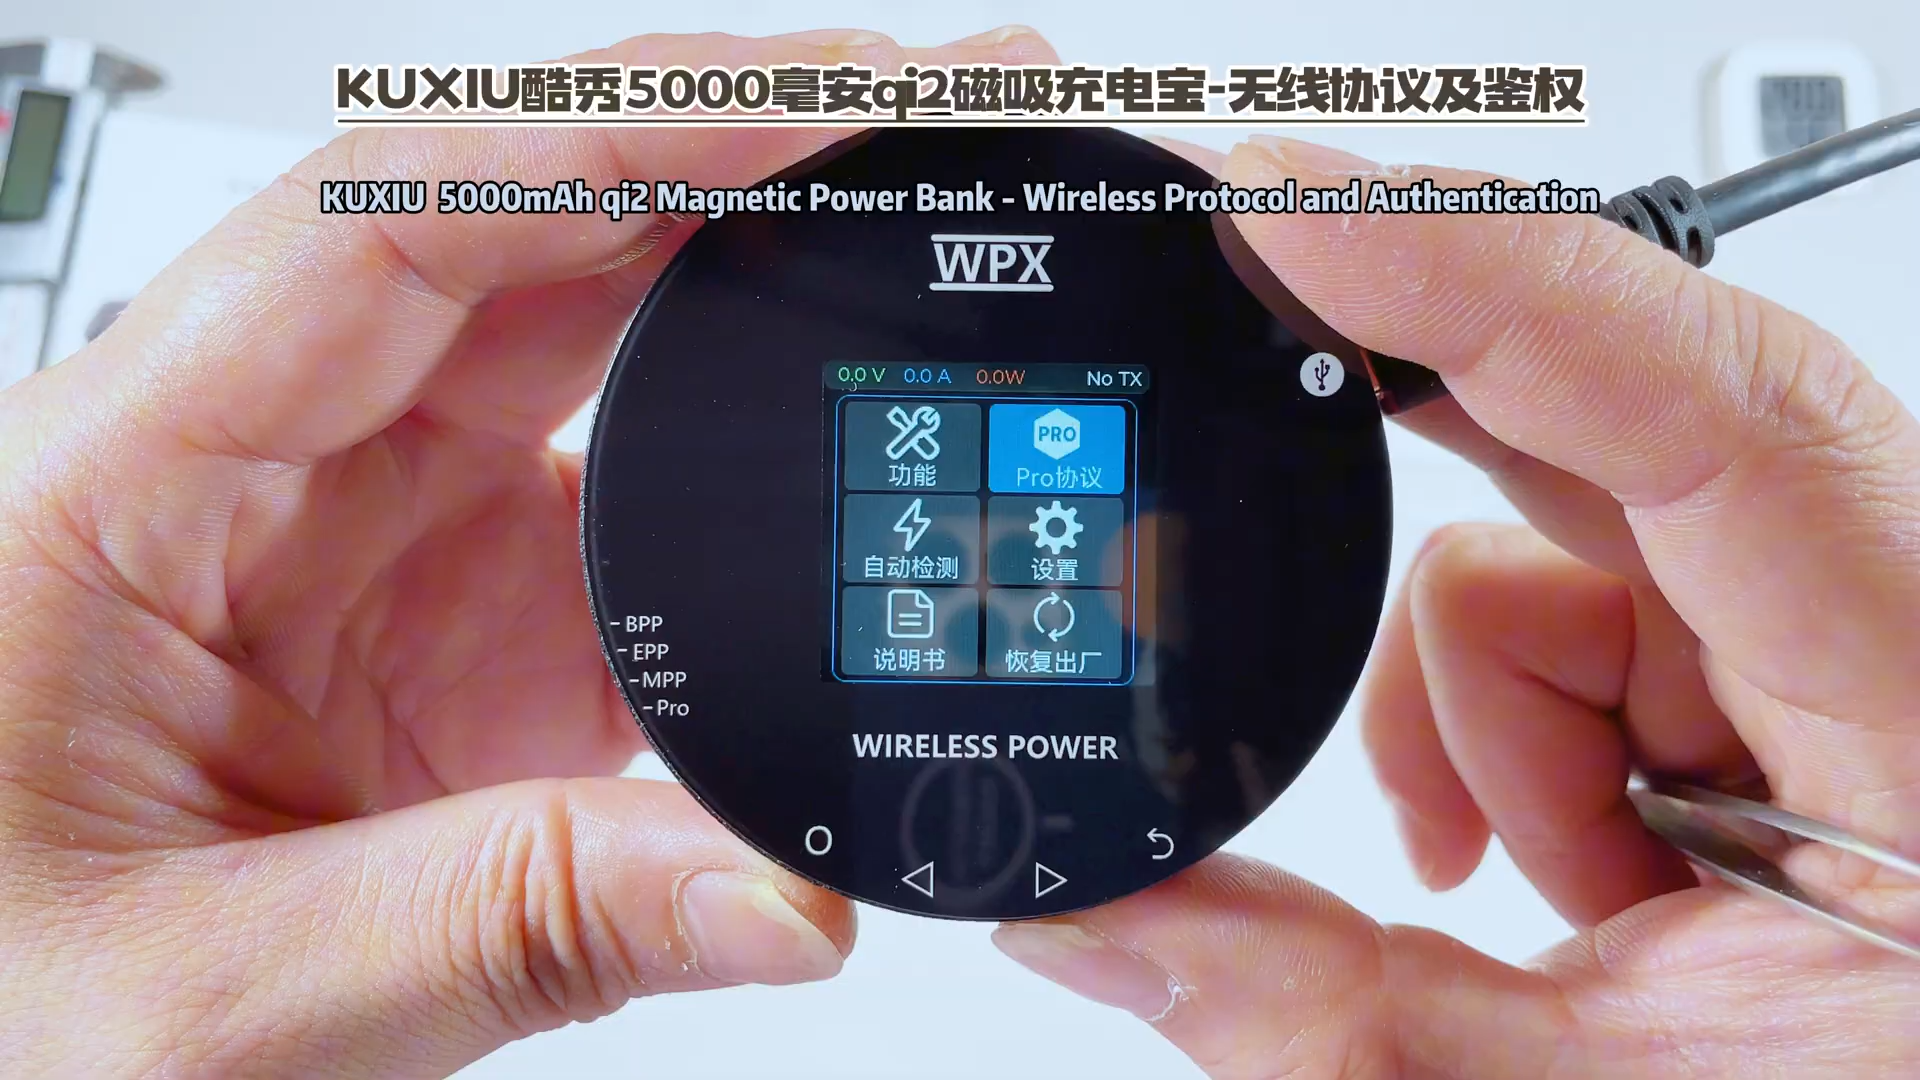 KUXIU酷秀5000毫安qi2磁吸充电宝-无线协议及鉴权
KUXIU 5000mAh qi2 Magnetic Power Bank - Wireless Protocol and Authentication
WPX
0.0 V 0.0 A 0.0W No TX
功能
PRO
Pro协议
自动检测
设置
说明书
恢复出厂
- BPP
- EPP
- MPP
- Pro
WIRELESS POWER